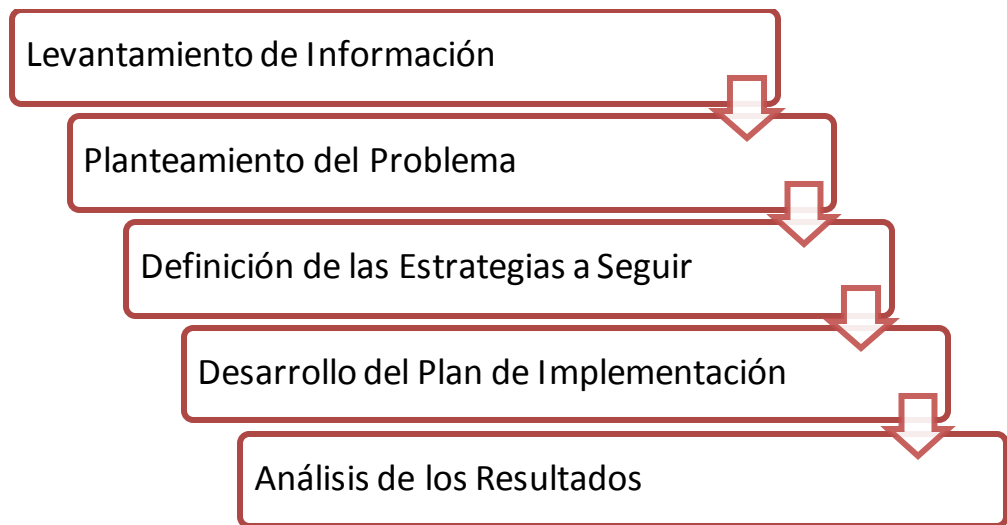 Levantamiento de Información
Planteamiento del Problema
Definición de las Estrategias a Seguir
Desarrollo del Plan de Implementación
Análisis de los Resultados